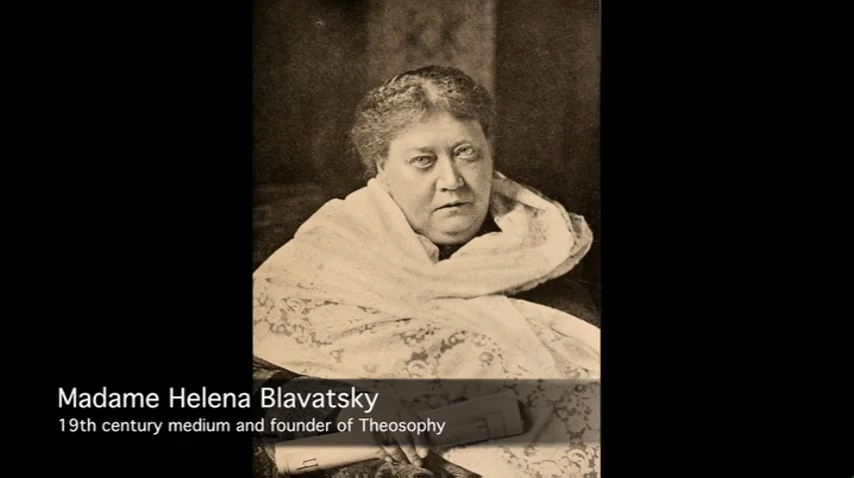 Madame Helena Blavatsky
19th century medium and founder of Theosophy